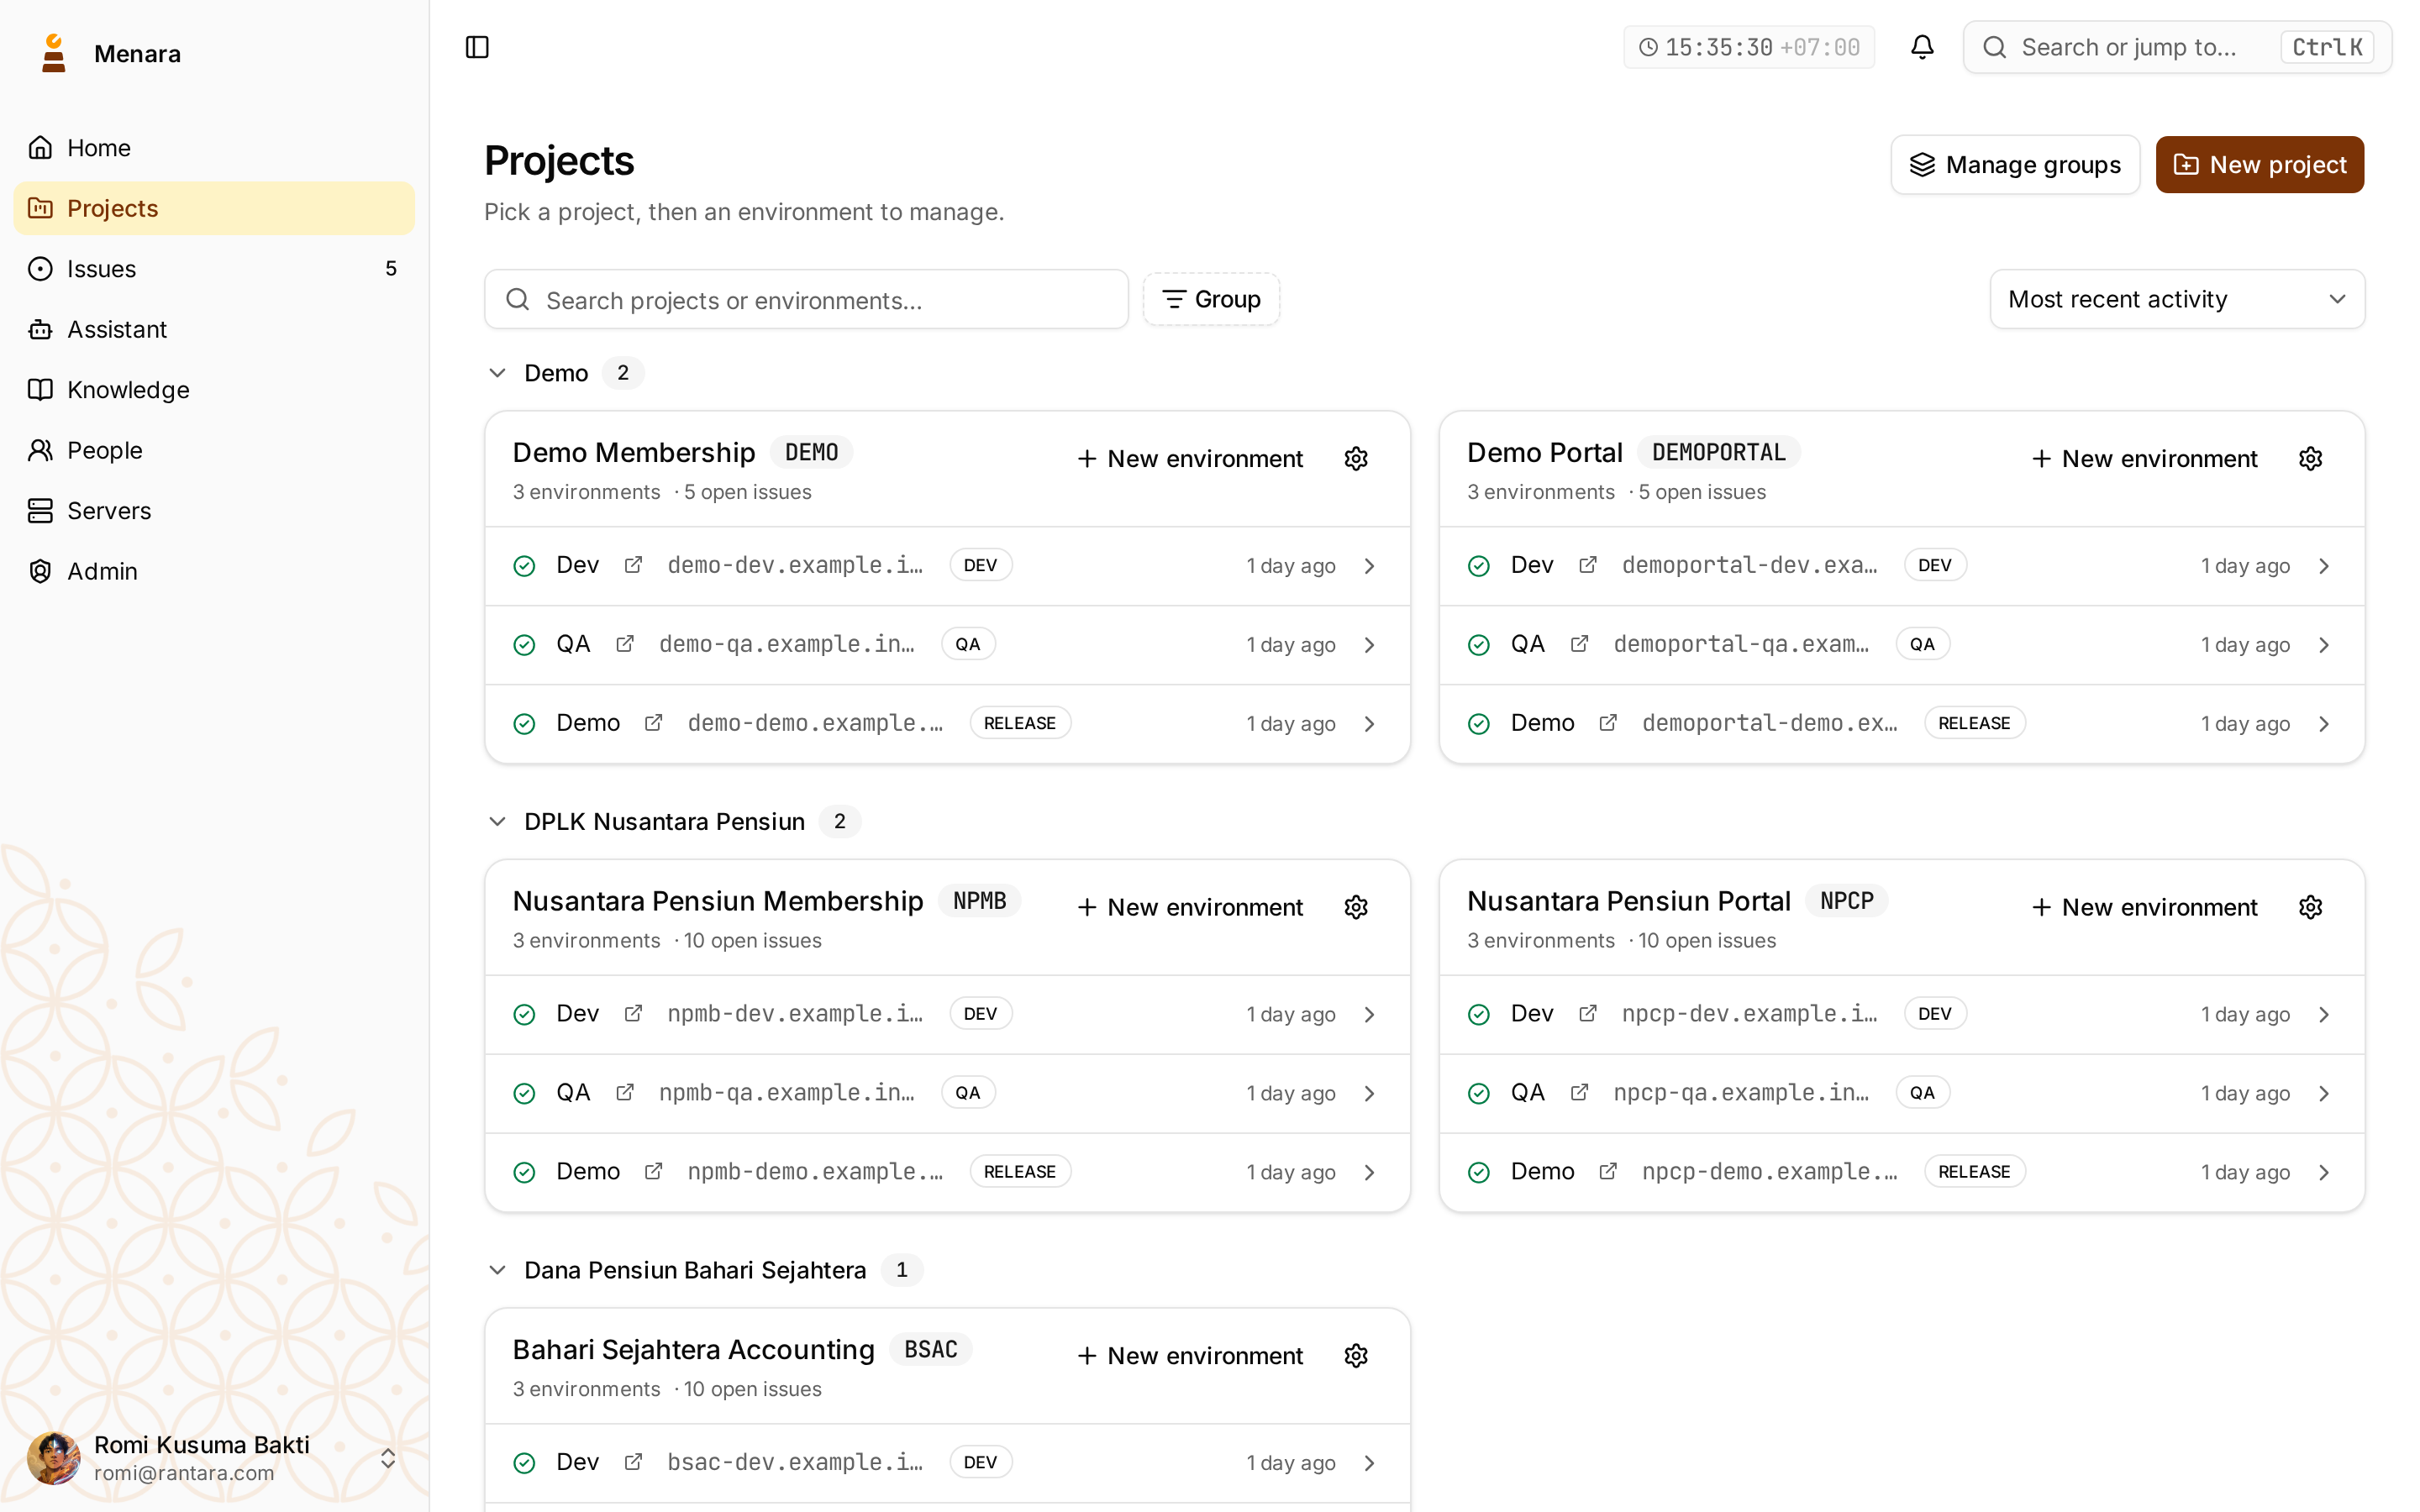 Menara
Home
Projects
Issues 5
Assistant
Knowledge
People
Servers
Admin
Romi Kusuma Bakti
romi@rantara.com
15:35:30 +07:00
Search or jump to... Ctrl K
Projects
Pick a project, then an environment to manage.
Manage groups
New project
Search projects or environments...
Group
Most recent activity
Demo 2
Demo Membership DEMO
New environment
3 environments · 5 open issues
Dev demo-dev.example.i… DEV 1 day ago
QA demo-qa.example.in… QA 1 day ago
Demo demo-demo.example.… RELEASE 1 day ago
Demo Portal DEMOPORTAL
New environment
3 environments · 5 open issues
Dev demoportal-dev.exa… DEV 1 day ago
QA demoportal-qa.exam… QA 1 day ago
Demo demoportal-demo.ex… RELEASE 1 day ago
DPLK Nusantara Pensiun 2
Nusantara Pensiun Membership NPMB
New environment
3 environments · 10 open issues
Dev npmb-dev.example.i… DEV 1 day ago
QA npmb-qa.example.in… QA 1 day ago
Demo npmb-demo.example.… RELEASE 1 day ago
Nusantara Pensiun Portal NPCP
New environment
3 environments · 10 open issues
Dev npcp-dev.example.i… DEV 1 day ago
QA npcp-qa.example.in… QA 1 day ago
Demo npcp-demo.example.… RELEASE 1 day ago
Dana Pensiun Bahari Sejahtera 1
Bahari Sejahtera Accounting BSAC
New environment
3 environments · 10 open issues
Dev bsac-dev.example.i… DEV 1 day ago